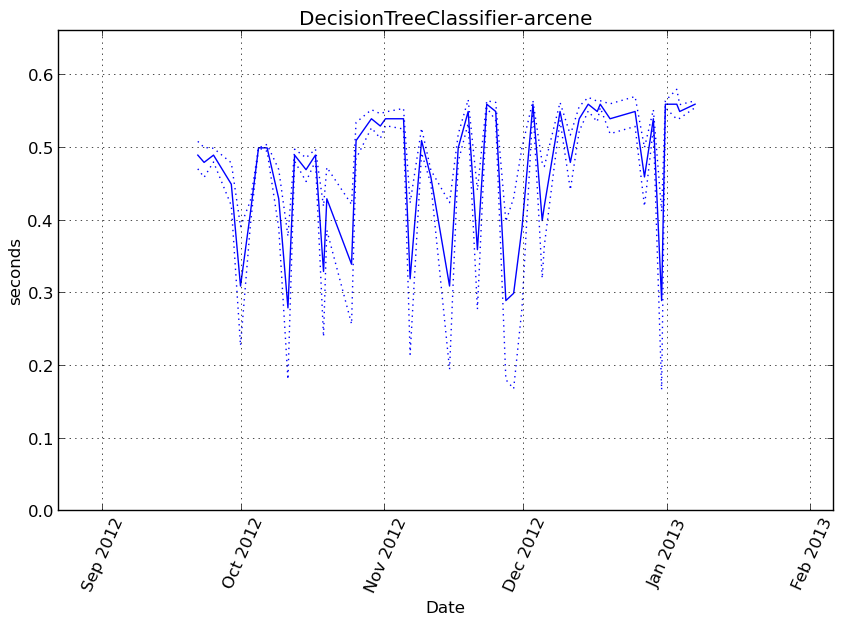 DecisionTreeClassifier-arcene
0.6
0.5
0.4
0.3
0.2
0.1
0.0
seconds
Sep 2012
Oct 2012
Nov 2012
Dec 2012
Jan 2013
Feb 2013
Date